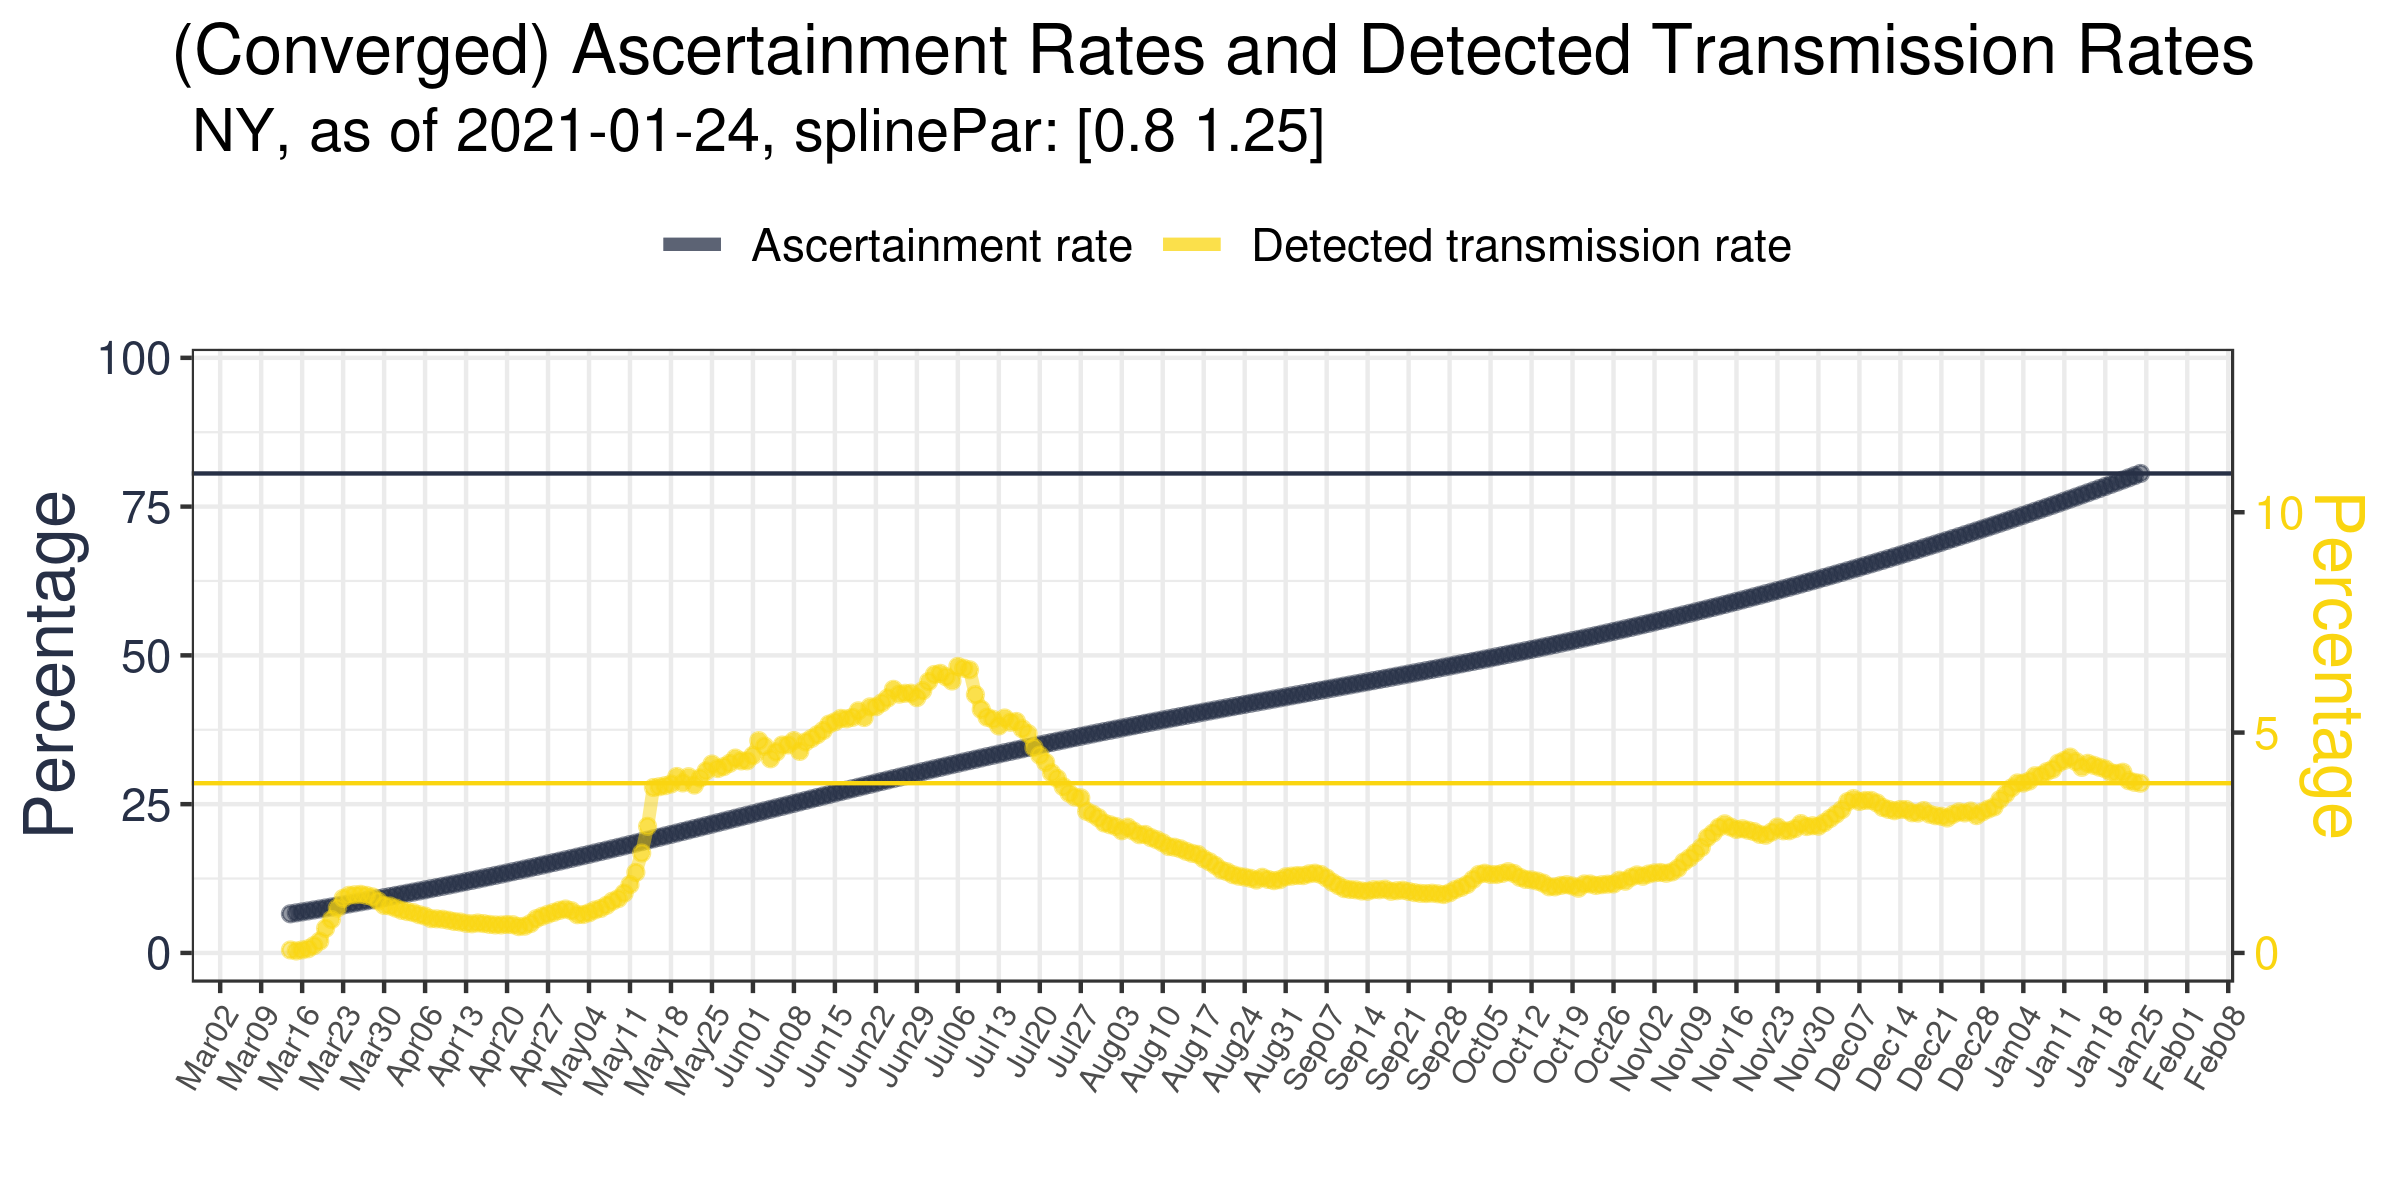 (Converged) Ascertainment Rates and Detected Transmission Rates
NY, as of 2021-01-24, splinePar: [0.8 1.25]
Ascertainment rate
Detected transmission rate
Percentage
100
75
50
25
0
10
5
0
Percentage
Mar02
Mar09
Mar16
Mar23
Mar30
Apr06
Apr13
Apr20
Apr27
May04
May11
May18
May25
Jun01
Jun08
Jun15
Jun22
Jun29
Jul06
Jul13
Jul20
Jul27
Aug03
Aug10
Aug17
Aug24
Aug31
Sep07
Sep14
Sep21
Sep28
Oct05
Oct12
Oct19
Oct26
Nov02
Nov09
Nov16
Nov23
Nov30
Dec07
Dec14
Dec21
Dec28
Jan04
Jan11
Jan18
Jan25
Feb01
Feb08